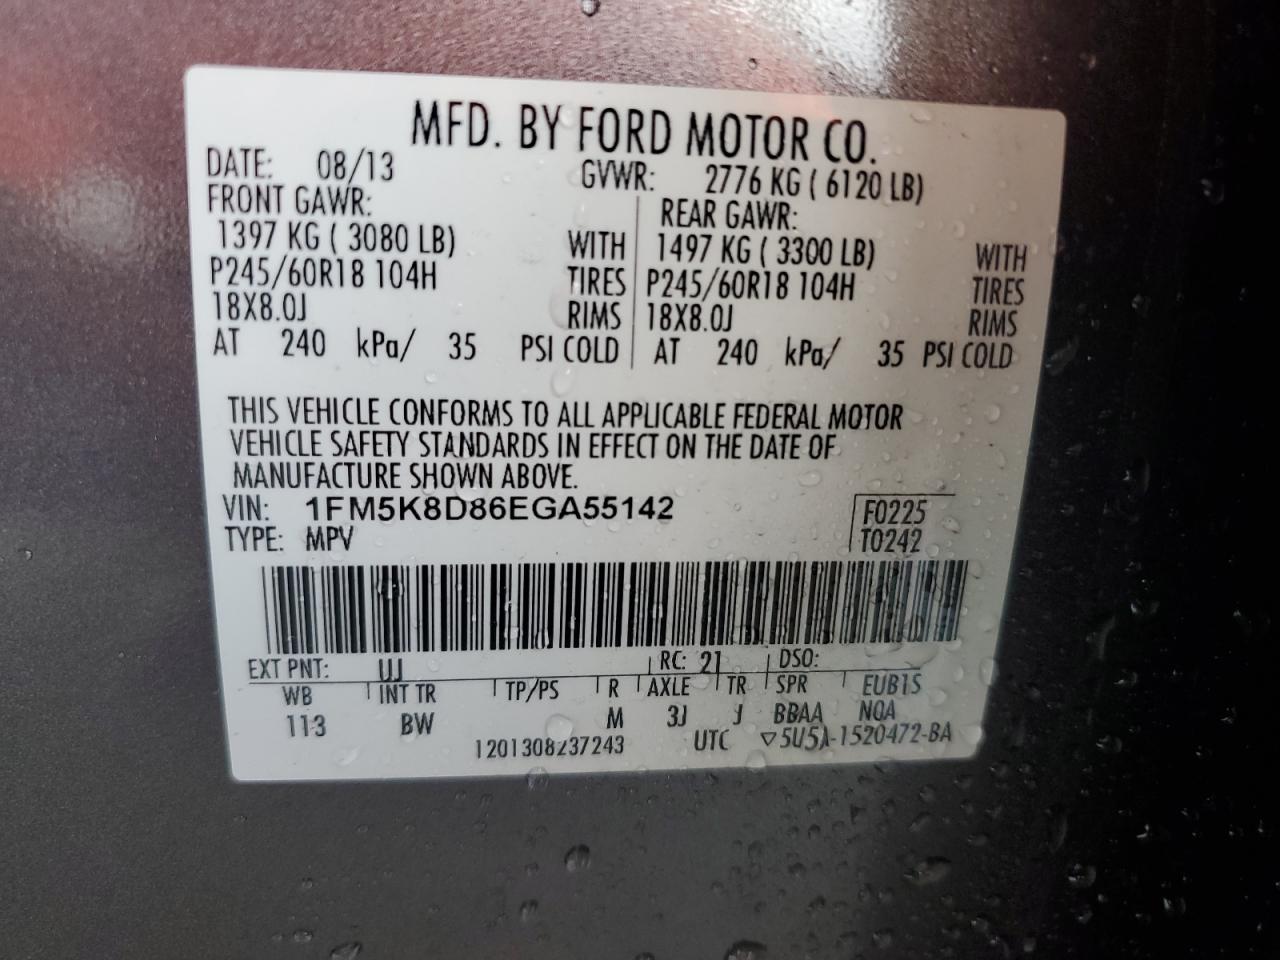 MFD. BY FORD MOTOR CO.
DATE: 08/13 GVWR: 2776 KG ( 6120 LB)
FRONT GAWR: REAR GAWR:
1397 KG ( 3080 LB) WITH 1497 KG ( 3300 LB) WITH
P245/60R18 104H TIRES P245/60R18 104H TIRES
18X8.0J RIMS 18X8.0J RIMS
AT 240 kPa/ 35 PSI COLD AT 240 kPa/ 35 PSI COLD
THIS VEHICLE CONFORMS TO ALL APPLICABLE FEDERAL MOTOR
VEHICLE SAFETY STANDARDS IN EFFECT ON THE DATE OF
MANUFACTURE SHOWN ABOVE.
VIN: 1FM5K8D86EGA55142 F0225
TYPE: MPV T0242
EXT PNT: UJ RC: 21 DSO:
WB INT TR TP/PS R AXLE TR SPR EUB1S
113 BW M 3J J BBAA NOA
1201308237243 UTC ▽5U5A-1520472-BA